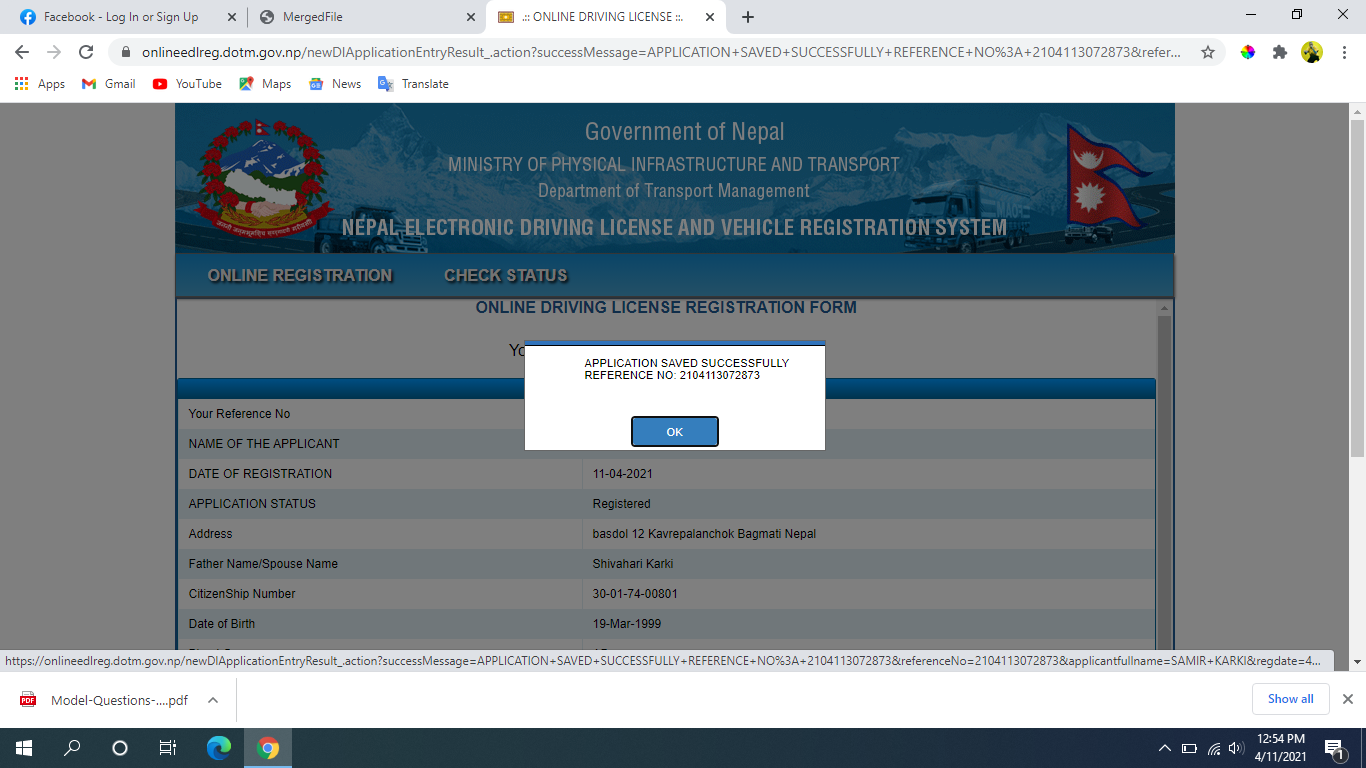 Facebook - Log In or Sign Up
MergedFile
.:: ONLINE DRIVING LICENSE ::.
onlineedlreg.dotm.gov.np/newDlApplicationEntryResult_.action?successMessage=APPLICATION+SAVED+SUCCESSFULLY+REFERENCE+NO%3A+2104113072873&refer...
Apps
Gmail
YouTube
Maps
News
Translate
Government of Nepal
MINISTRY OF PHYSICAL INFRASTRUCTURE AND TRANSPORT
Department of Transport Management
NEPAL ELECTRONIC DRIVING LICENSE AND VEHICLE REGISTRATION SYSTEM
ONLINE REGISTRATION
CHECK STATUS
ONLINE DRIVING LICENSE REGISTRATION FORM
APPLICATION SAVED SUCCESSFULLY
REFERENCE NO: 2104113072873
OK
Your Reference No
NAME OF THE APPLICANT
DATE OF REGISTRATION 11-04-2021
APPLICATION STATUS Registered
Address basdol 12 Kavrepalanchok Bagmati Nepal
Father Name/Spouse Name Shivahari Karki
CitizenShip Number 30-01-74-00801
Date of Birth 19-Mar-1999
https://onlineedlreg.dotm.gov.np/newDlApplicationEntryResult_.action?successMessage=APPLICATION+SAVED+SUCCESSFULLY+REFERENCE+NO%3A+2104113072873&referenceNo=2104113072873&applicantfullname=SAMIR+KARKI&regdate=4...
PDF
Model-Questions-....pdf
Show all
12:54 PM
4/11/2021
1